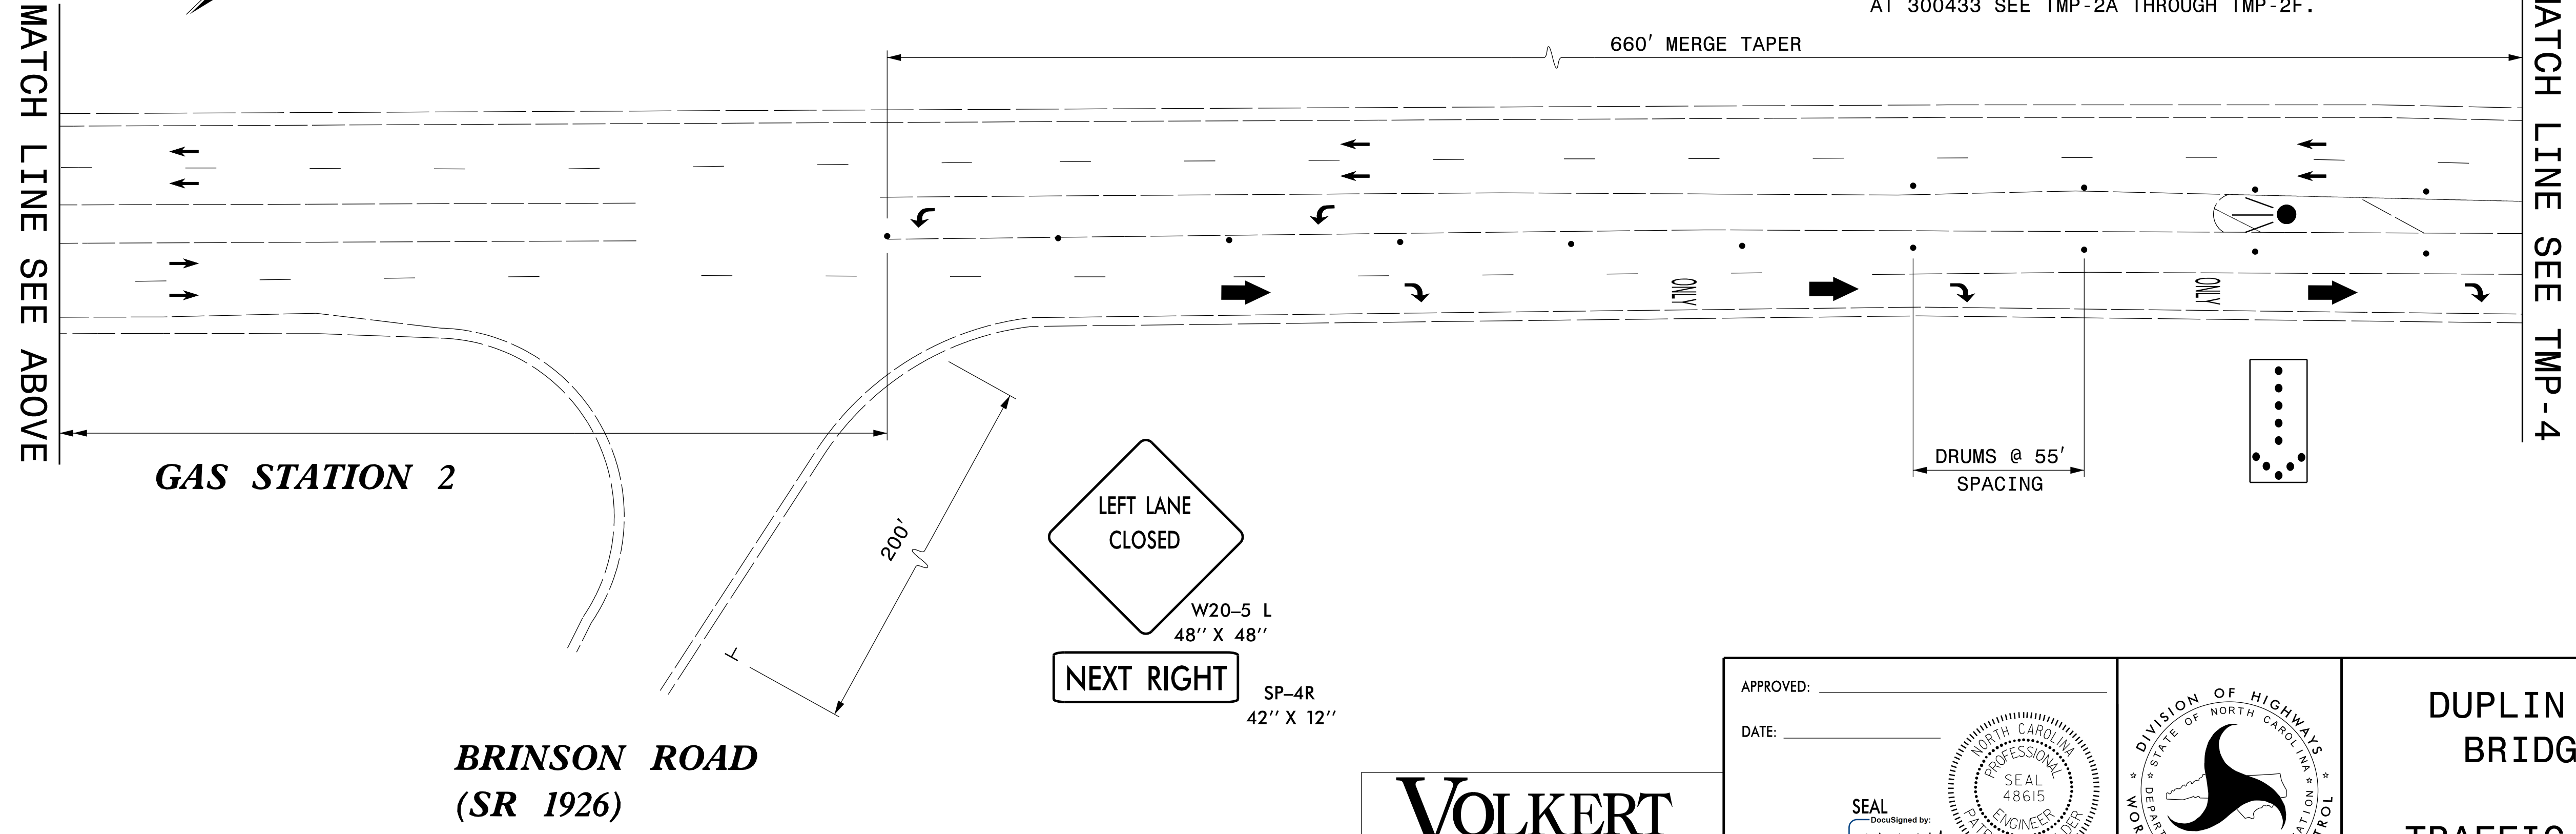 AT 300433 SEE TMP-2A THROUGH TMP-2F.
MATCH LINE SEE ABOVE
660' MERGE TAPER
MATCH LINE SEE TMP-4
ONLY
ONLY
GAS STATION 2
DRUMS @ 55'
SPACING
200'
LEFT LANE
CLOSED
W20-5 L
48'' X 48''
NEXT RIGHT
SP-4R
42'' X 12''
BRINSON ROAD
(SR 1926)
VOLKERT
APPROVED:
DATE:
SEAL
DocuSigned by:
NORTH CAROLINA
PROFESSIONAL
SEAL
48615
ENGINEER
DIVISION OF HIGHWAYS
STATE OF NORTH CAROLINA
DUPLIN